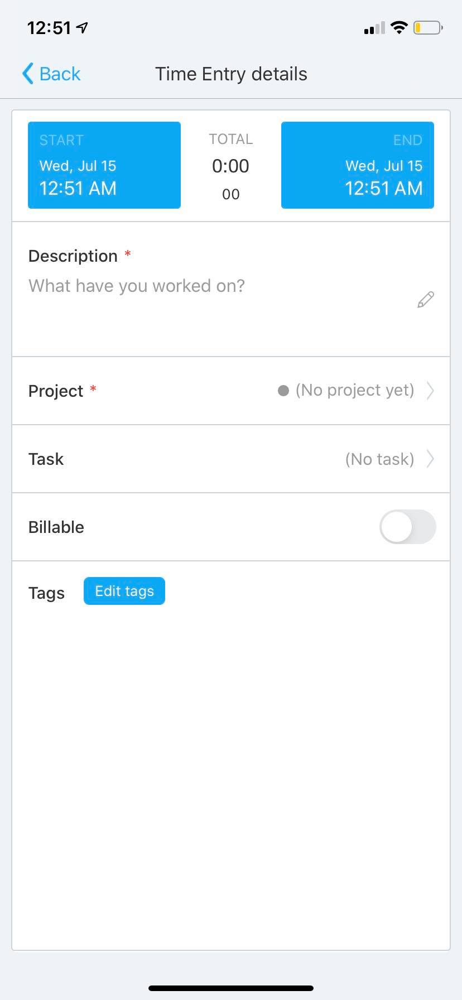 12:51
Back
Time Entry details
START
Wed, Jul 15
12:51 AM
TOTAL
0:00
00
END
Wed, Jul 15
12:51 AM
Description *
What have you worked on?
Project *
(No project yet)
Task
(No task)
Billable
Tags
Edit tags